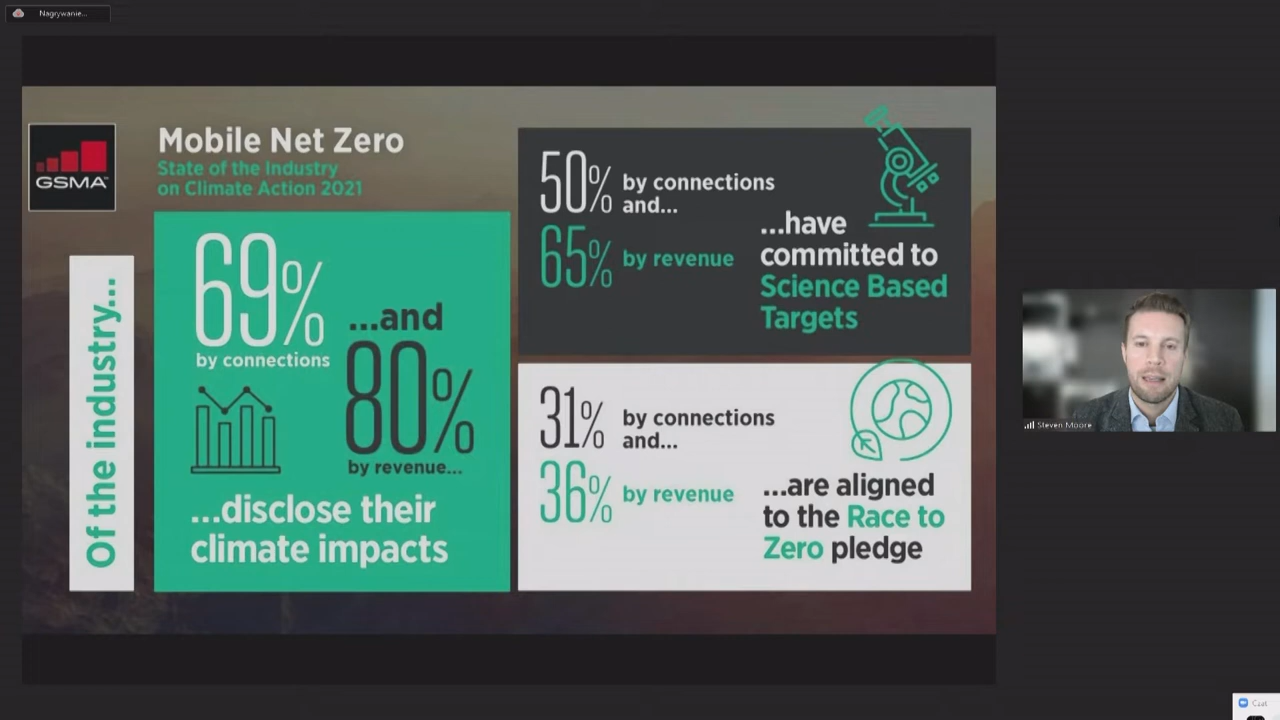 Nagrywanie...
GSMA™
Mobile Net Zero
State of the Industry
on Climate Action 2021
Of the industry...
69%
by connections
...and
80%
by revenue...
...disclose their
climate impacts
50% by connections
and...
65% by revenue
...have
committed to
Science Based
Targets
31% by connections
and...
36% by revenue
...are aligned
to the Race to
Zero pledge
Steven Moore
Czat